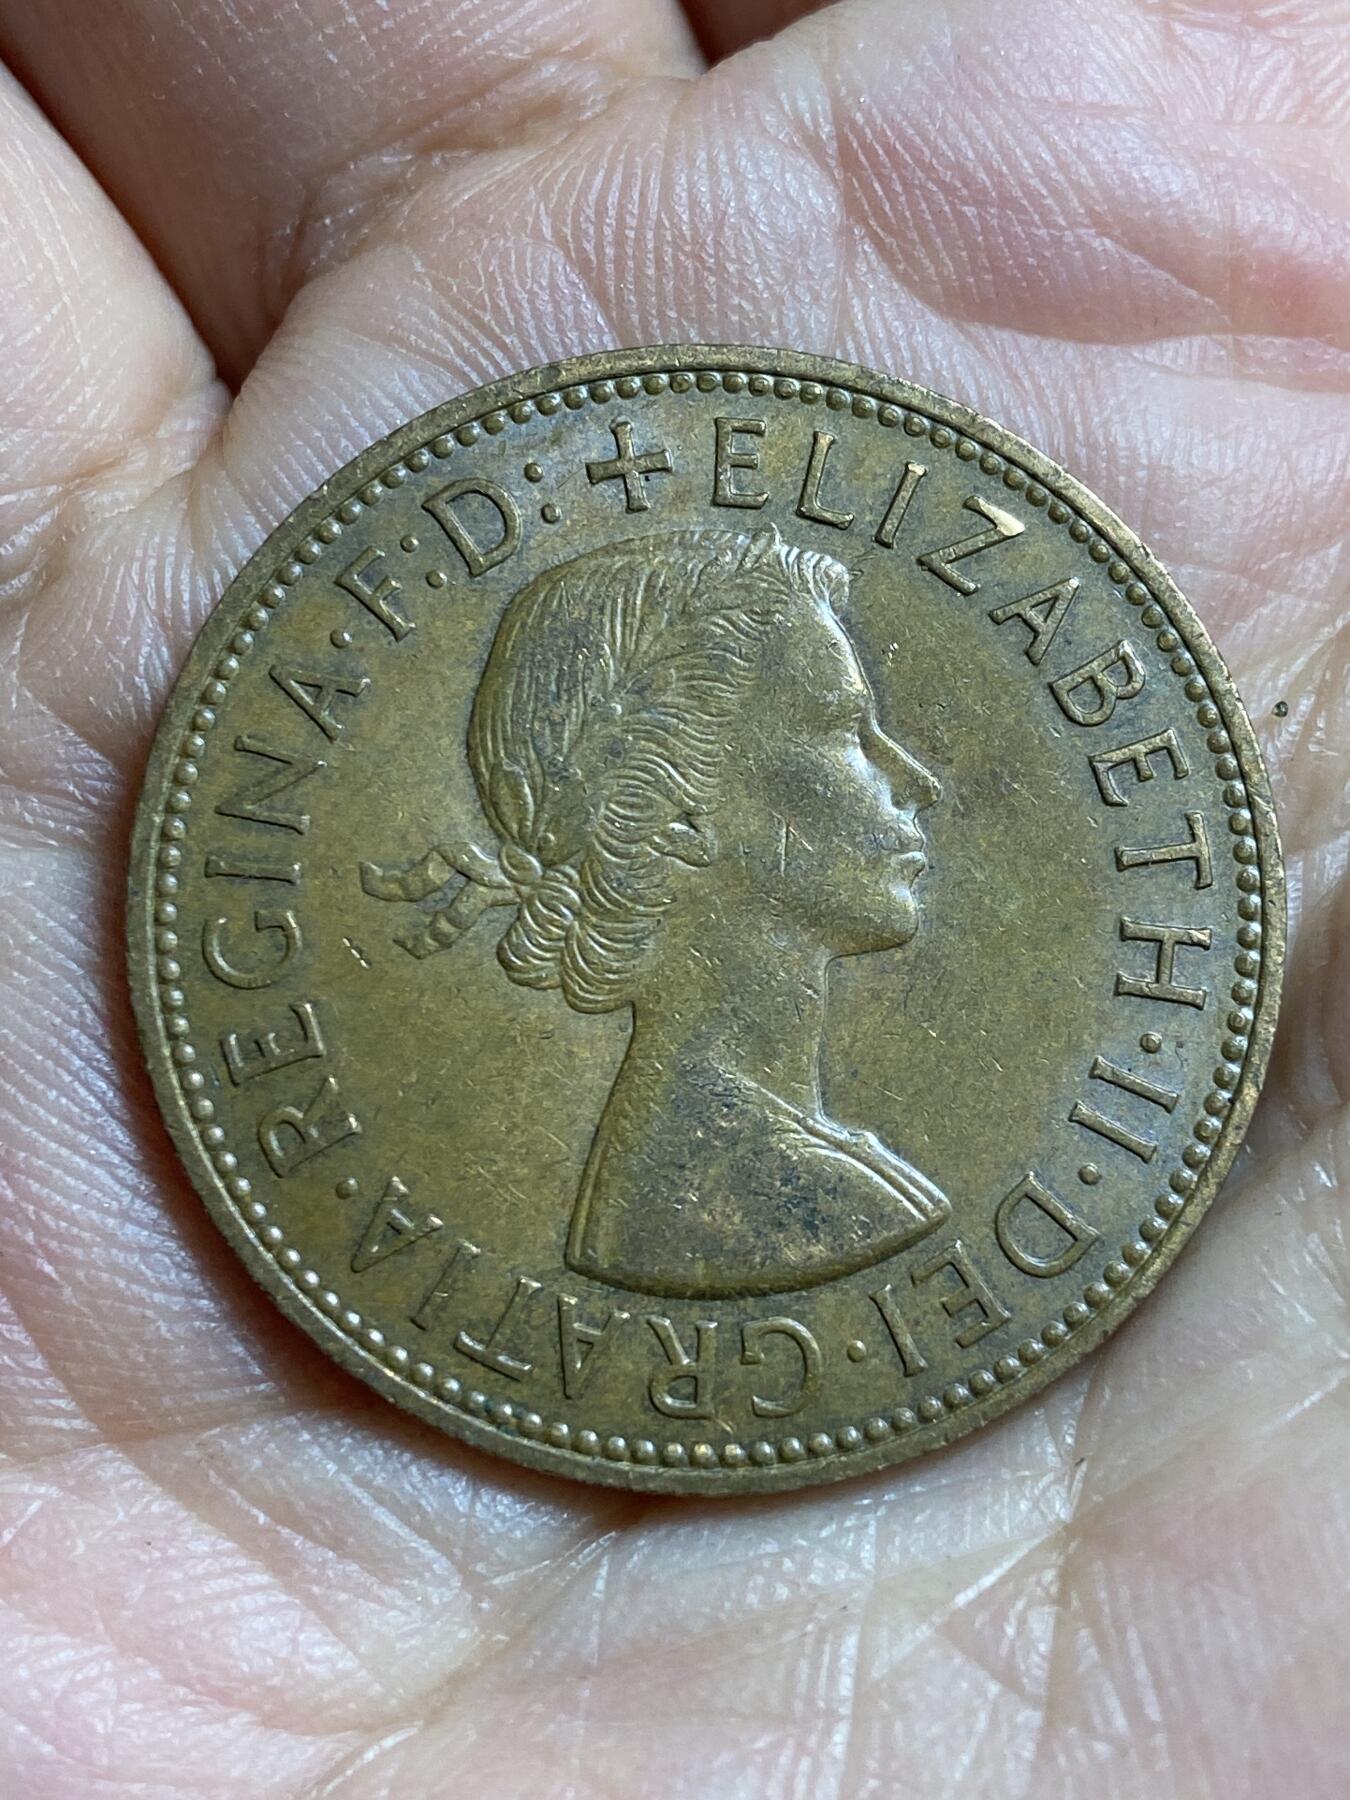 + ELIZABETH · II · DEI · GRATIA · REGINA · F: D: